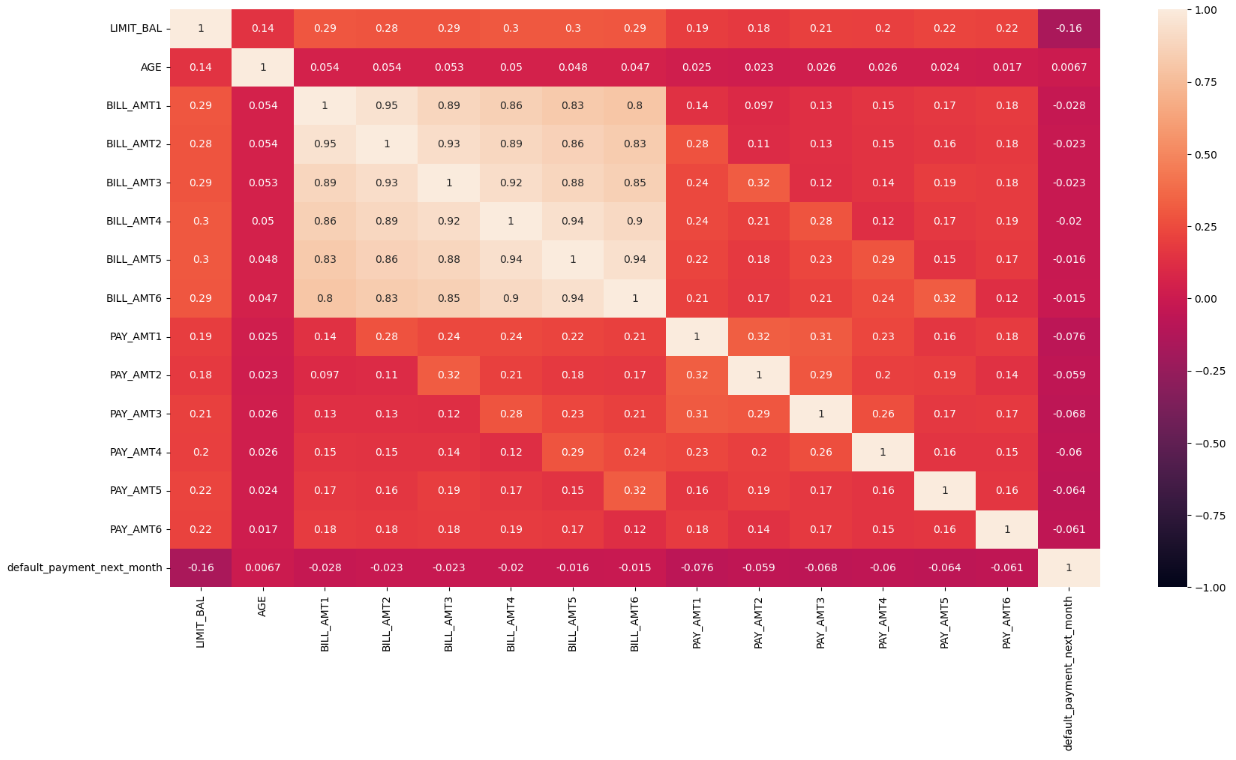 LIMIT_BAL 1 0.14 0.29 0.28 0.29 0.3 0.3 0.29 0.19 0.18 0.21 0.2 0.22 0.22 -0.16
AGE 0.14 1 0.054 0.054 0.053 0.05 0.048 0.047 0.025 0.023 0.026 0.026 0.024 0.017 0.0067
BILL_AMT1 0.29 0.054 1 0.95 0.89 0.86 0.83 0.8 0.14 0.097 0.13 0.15 0.17 0.18 -0.028
BILL_AMT2 0.28 0.054 0.95 1 0.93 0.89 0.86 0.83 0.28 0.11 0.13 0.15 0.16 0.18 -0.023
BILL_AMT3 0.29 0.053 0.89 0.93 1 0.92 0.88 0.85 0.24 0.32 0.12 0.14 0.19 0.18 -0.023
BILL_AMT4 0.3 0.05 0.86 0.89 0.92 1 0.94 0.9 0.24 0.21 0.28 0.12 0.17 0.19 -0.02
BILL_AMT5 0.3 0.048 0.83 0.86 0.88 0.94 1 0.94 0.22 0.18 0.23 0.29 0.15 0.17 -0.016
BILL_AMT6 0.29 0.047 0.8 0.83 0.85 0.9 0.94 1 0.21 0.17 0.21 0.24 0.32 0.12 -0.015
PAY_AMT1 0.19 0.025 0.14 0.28 0.24 0.24 0.22 0.21 1 0.32 0.31 0.23 0.16 0.18 -0.076
PAY_AMT2 0.18 0.023 0.097 0.11 0.32 0.21 0.18 0.17 0.32 1 0.29 0.2 0.19 0.14 -0.059
PAY_AMT3 0.21 0.026 0.13 0.13 0.12 0.28 0.23 0.21 0.31 0.29 1 0.26 0.17 0.17 -0.068
PAY_AMT4 0.2 0.026 0.15 0.15 0.14 0.12 0.29 0.24 0.23 0.2 0.26 1 0.16 0.15 -0.06
PAY_AMT5 0.22 0.024 0.17 0.16 0.19 0.17 0.15 0.32 0.16 0.19 0.17 0.16 1 0.16 -0.064
PAY_AMT6 0.22 0.017 0.18 0.18 0.18 0.19 0.17 0.12 0.18 0.14 0.17 0.15 0.16 1 -0.061
default_payment_next_month -0.16 0.0067 -0.028 -0.023 -0.023 -0.02 -0.016 -0.015 -0.076 -0.059 -0.068 -0.06 -0.064 -0.061 1
LIMIT_BAL
AGE
BILL_AMT1
BILL_AMT2
BILL_AMT3
BILL_AMT4
BILL_AMT5
BILL_AMT6
PAY_AMT1
PAY_AMT2
PAY_AMT3
PAY_AMT4
PAY_AMT5
PAY_AMT6
default_payment_next_month
1.00
0.75
0.50
0.25
0.00
−0.25
−0.50
−0.75
−1.00